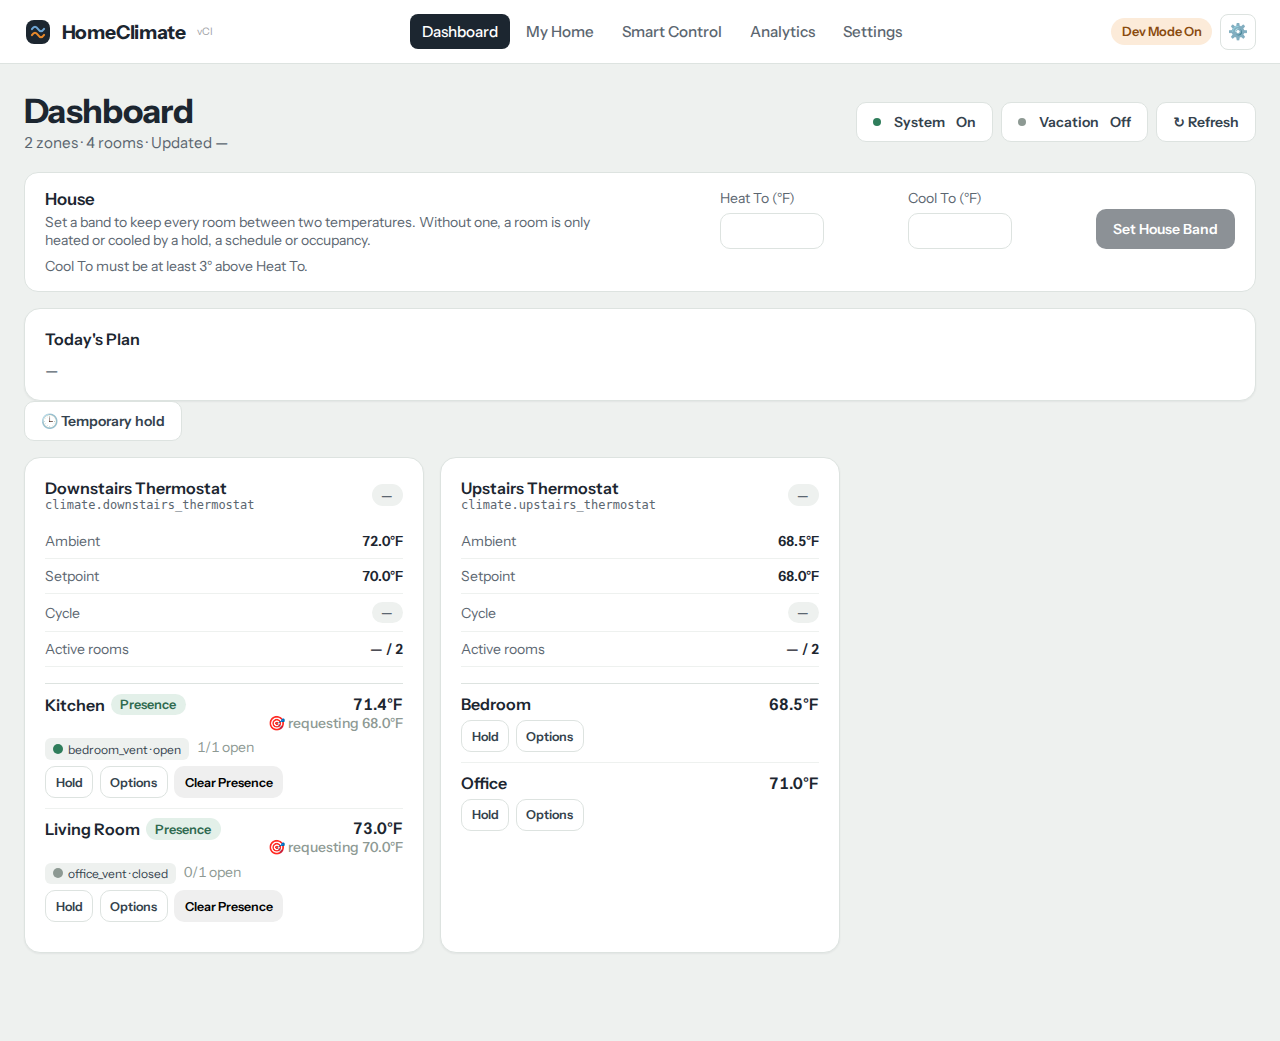 HomeClimate vCI
Dashboard My Home Smart Control Analytics Settings
Dev Mode On
Dashboard
2 zones · 4 rooms · Updated —
System On
Vacation Off
↻ Refresh
House
Set a band to keep every room between two temperatures. Without one, a room is only
heated or cooled by a hold, a schedule or occupancy.
Cool To must be at least 3° above Heat To.
Heat To (°F)
Cool To (°F)
Set House Band
Today's Plan
—
🕒 Temporary hold
Downstairs Thermostat —
climate.downstairs_thermostat
Ambient 72.0°F
Setpoint 70.0°F
Cycle —
Active rooms — / 2
Kitchen Presence 71.4°F
🎯 requesting 68.0°F
bedroom_vent · open 1/1 open
Hold Options Clear Presence
Living Room Presence 73.0°F
🎯 requesting 70.0°F
office_vent · closed 0/1 open
Hold Options Clear Presence
Upstairs Thermostat —
climate.upstairs_thermostat
Ambient 68.5°F
Setpoint 68.0°F
Cycle —
Active rooms — / 2
Bedroom 68.5°F
Hold Options
Office 71.0°F
Hold Options